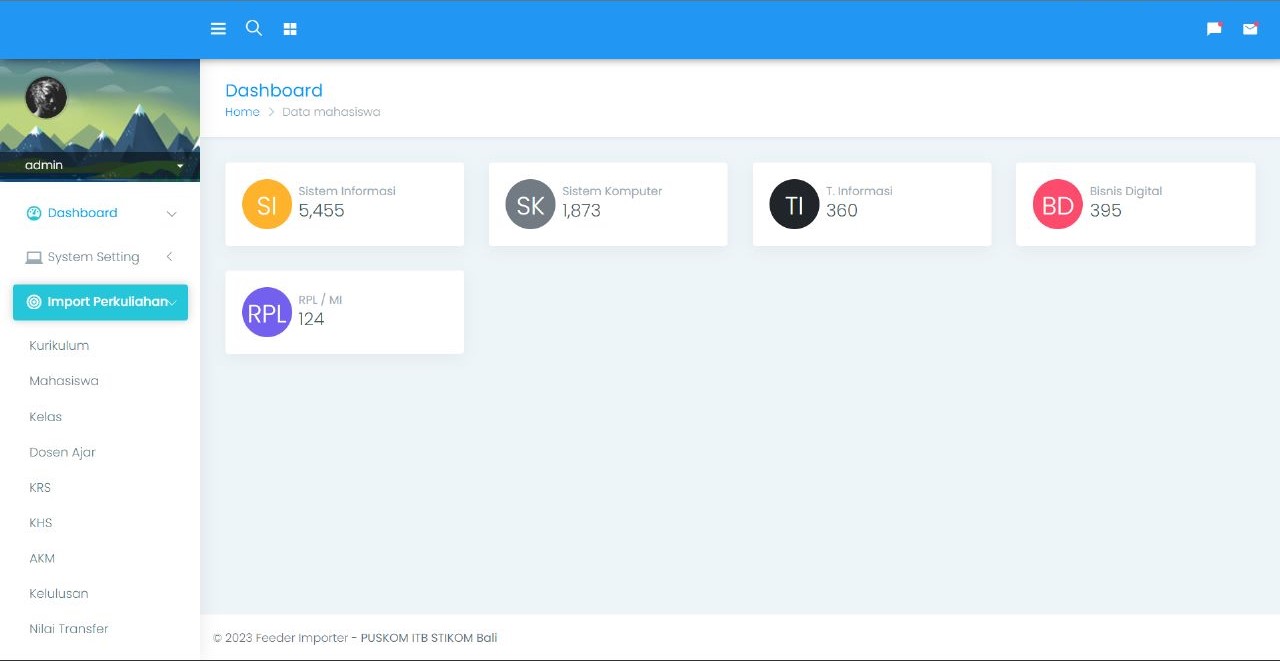 Dashboard
Home > Data mahasiswa
admin
Dashboard
System Setting
Import Perkuliahan
Kurikulum
Mahasiswa
Kelas
Dosen Ajar
KRS
KHS
AKM
Kelulusan
Nilai Transfer
SI
Sistem Informasi
5,455
SK
Sistem Komputer
1,873
TI
T. Informasi
360
BD
Bisnis Digital
395
RPL
RPL / MI
124
© 2023 Feeder Importer - PUSKOM ITB STIKOM Bali